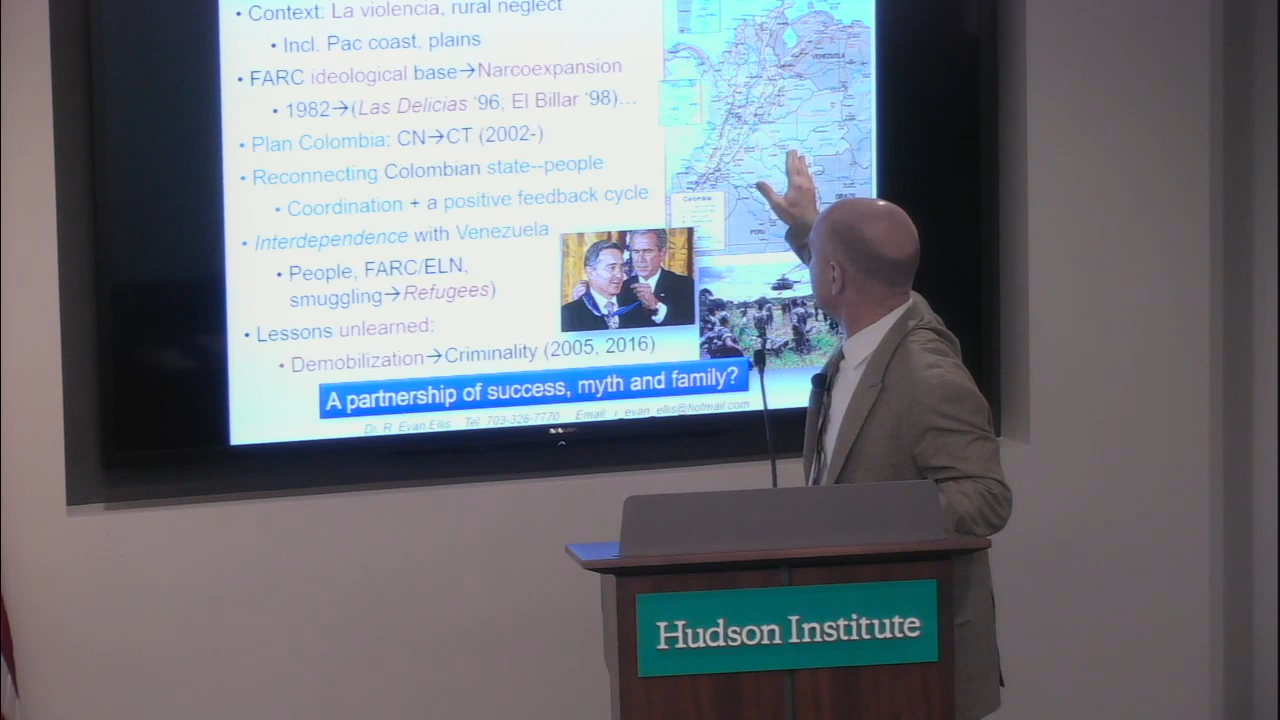 • Context: La violencia, rural neglect
• Incl. Pac coast, plains
• FARC ideological base→Narcoexpansion
• 1982→(Las Delicias '96, El Billar '98)…
• Plan Colombia: CN→CT (2002-)
• Reconnecting Colombian state--people
• Coordination + a positive feedback cycle
• Interdependence with Venezuela
• People, FARC/ELN,
smuggling→Refugees)
• Lessons unlearned:
• Demobilization→Criminality (2005, 2016)
A partnership of success, myth and family?
Dr. R. Evan Ellis Tel. 703-328-7770 Email: r_evan_ellis@hotmail.com
VENEZUELA
Colombia
PERU
Hudson Institute